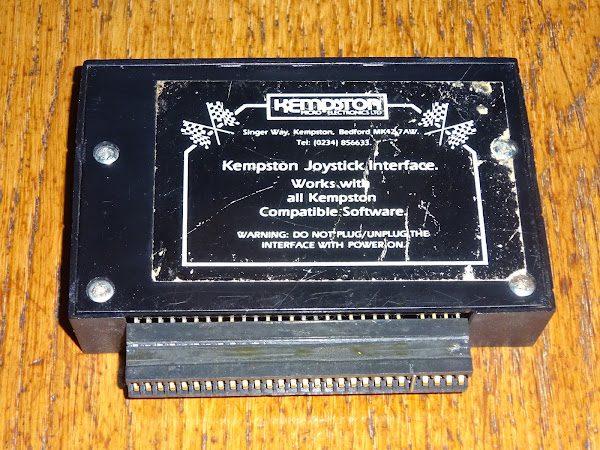 KEMPSTON
MICRO ELECTRONICS LTD
Singer Way, Kempston, Bedford MK42 7AW.
Tel: (0234) 856633.
Kempston Joystick Interface.
Works with
all Kempston
Compatible Software.
WARNING: DO NOT PLUG/UNPLUG THE
INTERFACE WITH POWER ON.